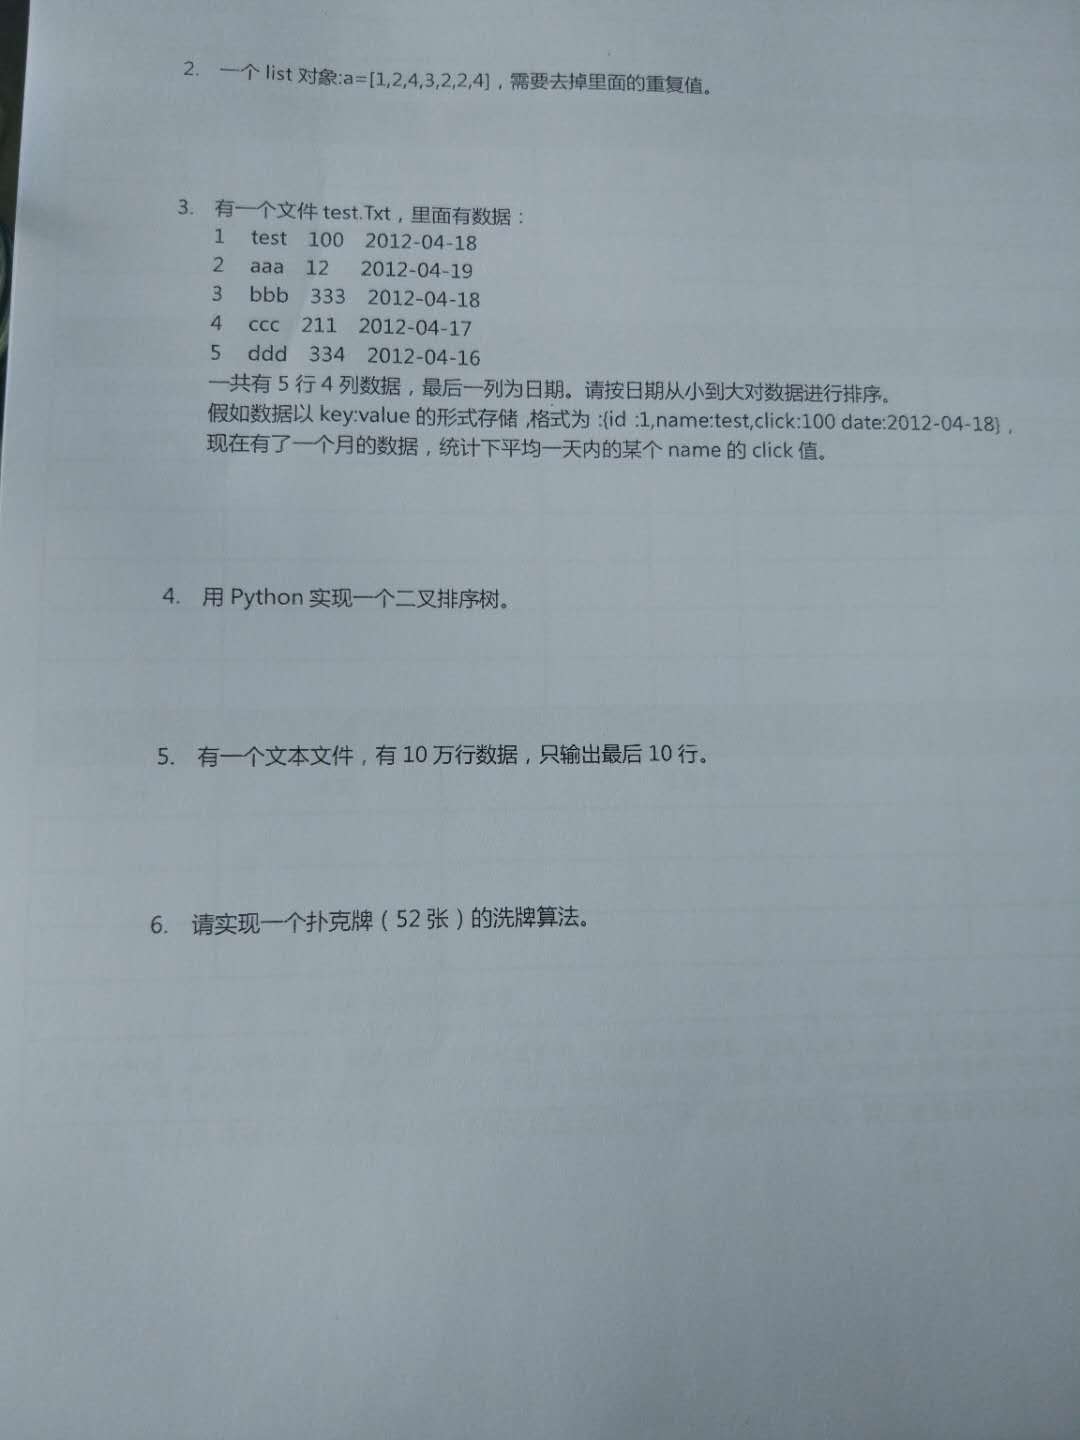 2. 一个 list 对象:a=[1,2,4,3,2,2,4]，需要去掉里面的重复值。
3. 有一个文件 test.Txt，里面有数据：
1 test 100 2012-04-18
2 aaa 12 2012-04-19
3 bbb 333 2012-04-18
4 ccc 211 2012-04-17
5 ddd 334 2012-04-16
一共有 5 行 4 列数据，最后一列为日期。请按日期从小到大对数据进行排序。
假如数据以 key:value 的形式存储 ,格式为 :{id :1,name:test,click:100 date:2012-04-18}，
现在有了一个月的数据，统计下平均一天内的某个 name 的 click 值。
4. 用 Python 实现一个二叉排序树。
5. 有一个文本文件，有 10 万行数据，只输出最后 10 行。
6. 请实现一个扑克牌（52 张）的洗牌算法。